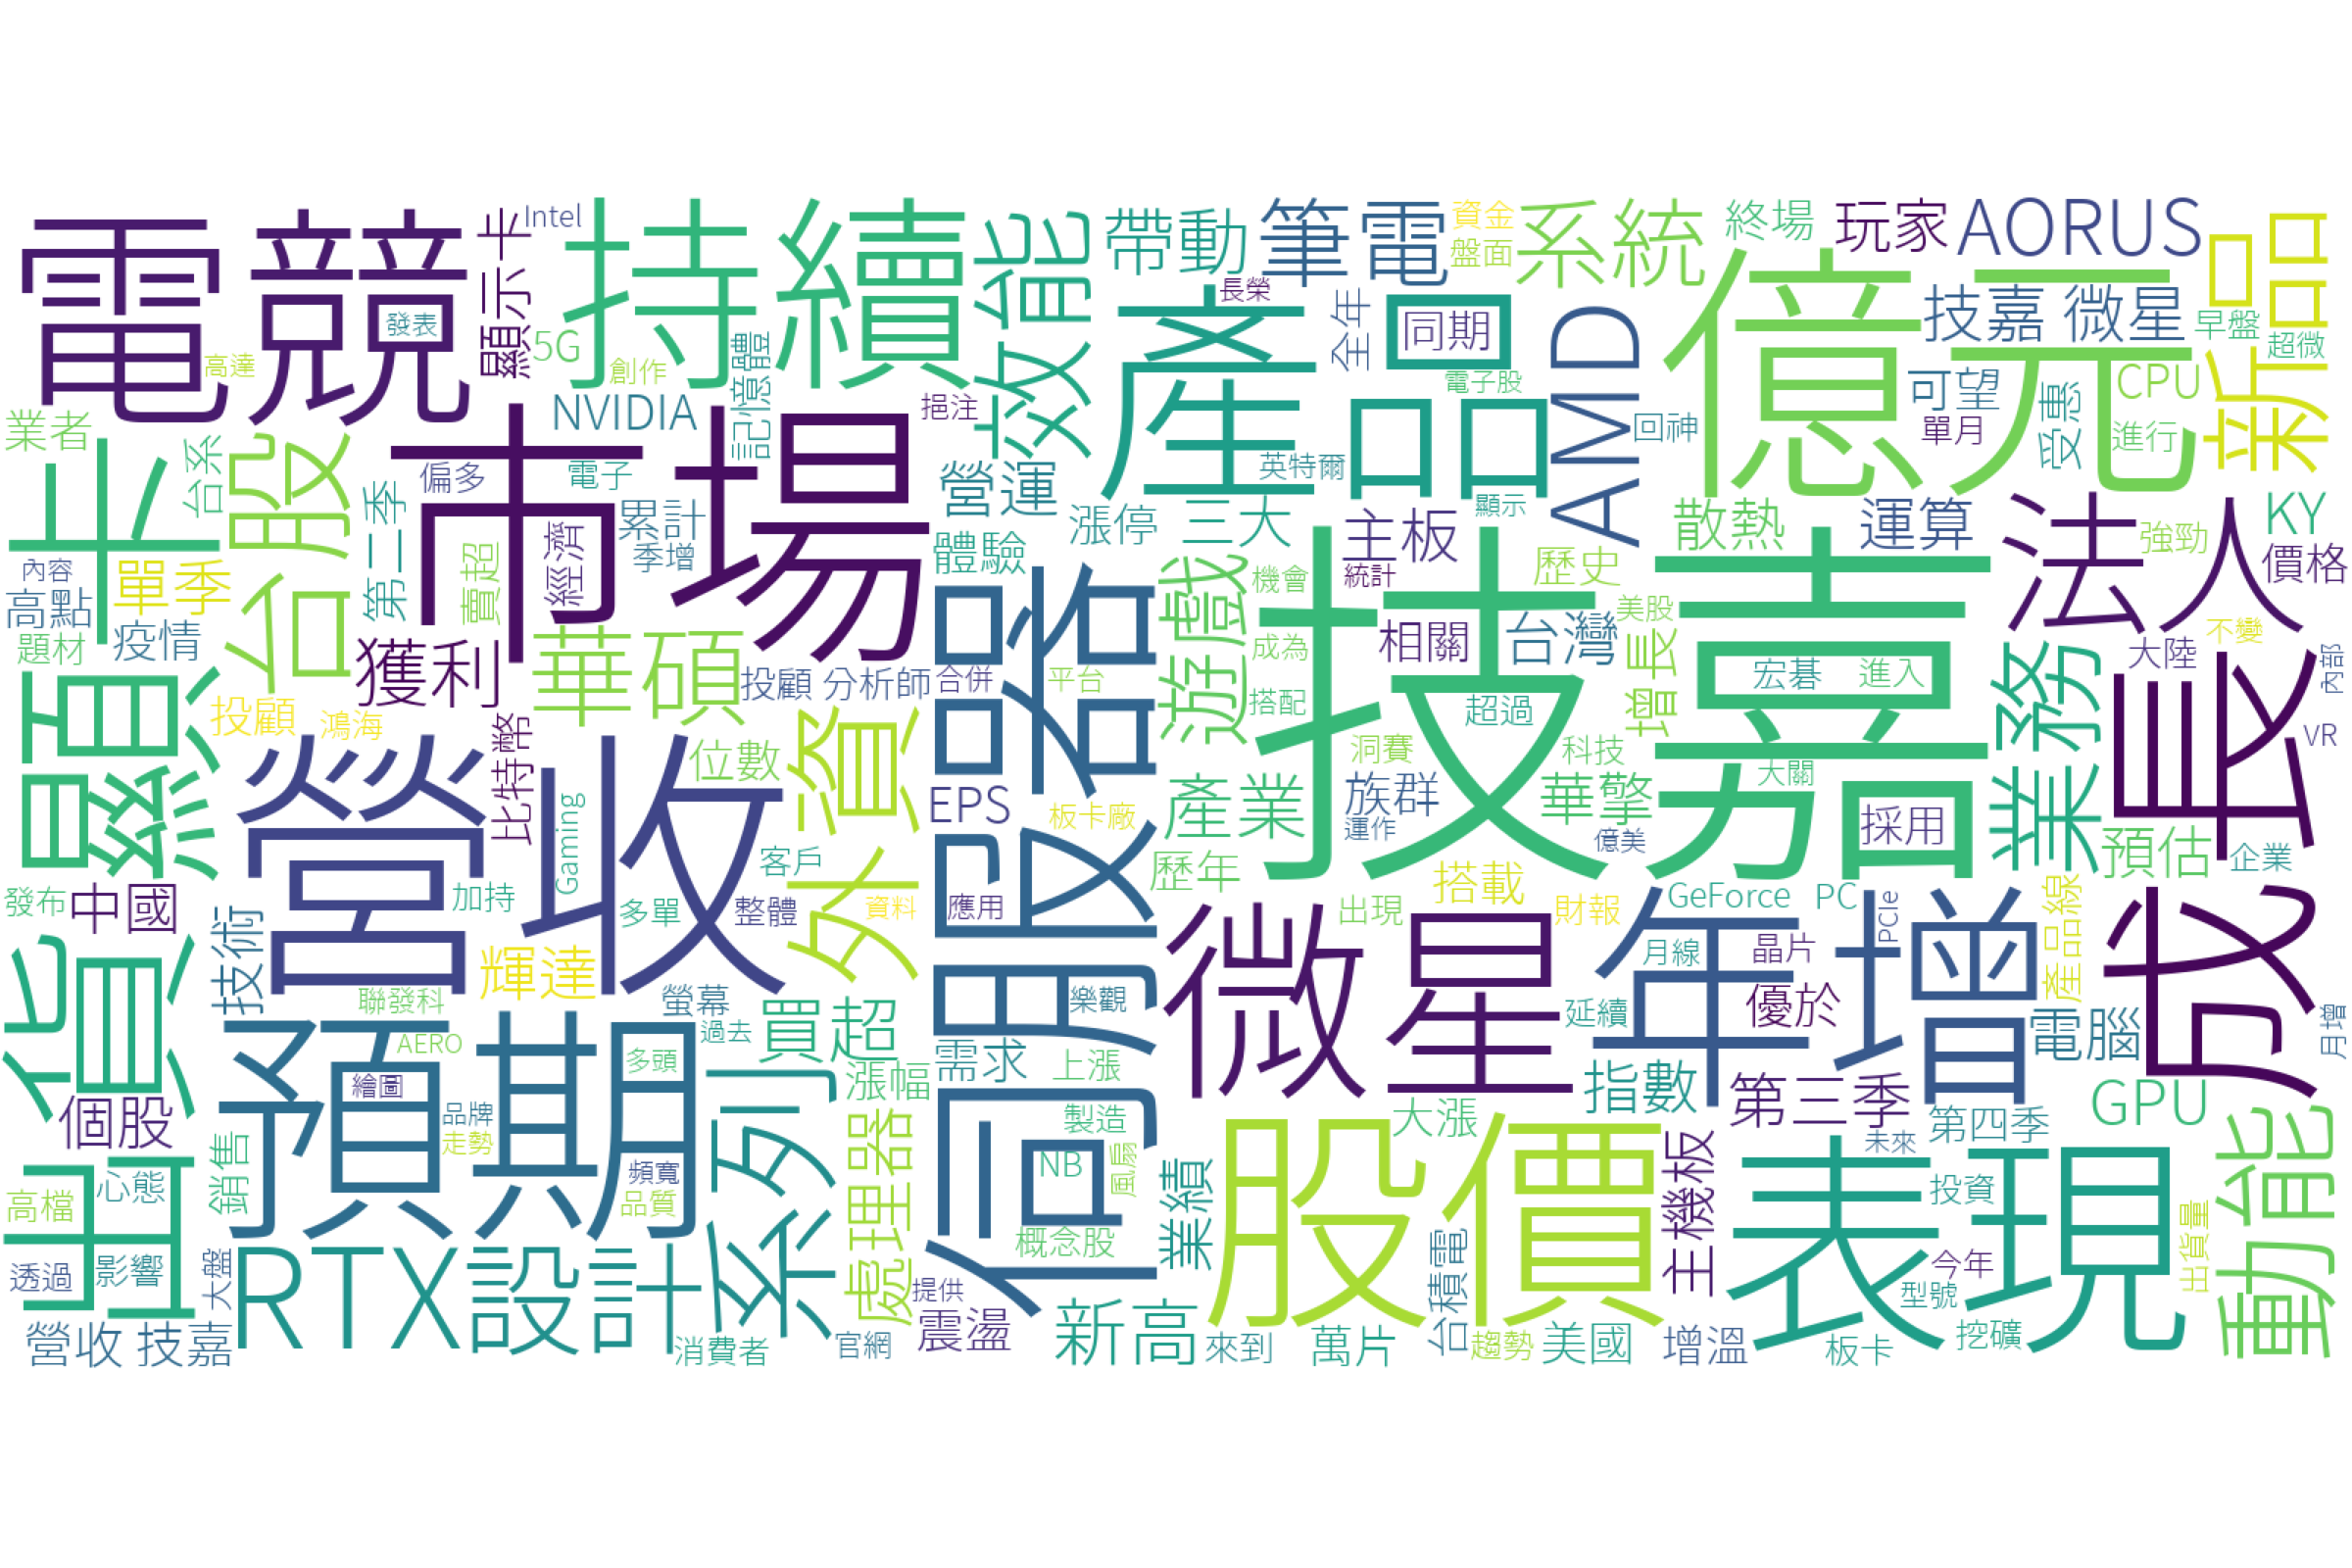 電競
顯示卡
Intel
持續
效能
帶動
筆電
資金
盤面
系統
終場
玩家
AORUS
新品
發表
高達
5G
創作
記憶體
長榮
產品
全年
同期
電子股
AMD
億元
技嘉 微星
早盤
超微
業者
台系
台股
NVIDIA
挹注
英特爾
回神
可望
單月
受惠
CPU
進行
顯卡
市場
偏多
電子
第二季
賣超
經濟
累計
季增
營運
漲停
三大
顯示
主板
散熱
運算
法人
強勁
KY
價格
內容
高點
單季
疫情
題材
獲利
華碩
體驗
伺服器
遊戲
機會
統計
歷史
技嘉
美股
增長
相關
台灣
成為
搭配
超過
宏碁
進入
業務
大陸
不變
內部
投顧
鴻海
比特幣
投顧 分析師
合併
平台
位數
外資
VR
成長
營收
Gaming
EPS
板卡廠
產業
洞賽
族群
運作
科技
華擎
億美
大關
採用
預估
企業
發布
中國
技術
加持
客戶
多單
整體
資料
應用
歷年
搭載
出現
財報
GeForce
PC
PCIe
產品線
出貨
輝達
聯發科
AERO
螢幕
過去
買超
樂觀
微星
年增
月線
晶片
延續
優於
電腦
月增
預期
繪圖
多頭
系列
漲幅
需求
上漲
指數
第三季
第四季
GPU
動能
個股
品牌
走勢
頻寬
品質
處理器
製造
NB
風扇
大漲
股價
主機板
表現
未來
投資
高檔
心態
銷售
概念股
業績
台積電
今年
型號
出貨量
透過
影響
大盤
RTX
設計
提供
震盪
新高
來到
萬片
趨勢
美國
增溫
板卡
挖礦
營收 技嘉
消費者
官網